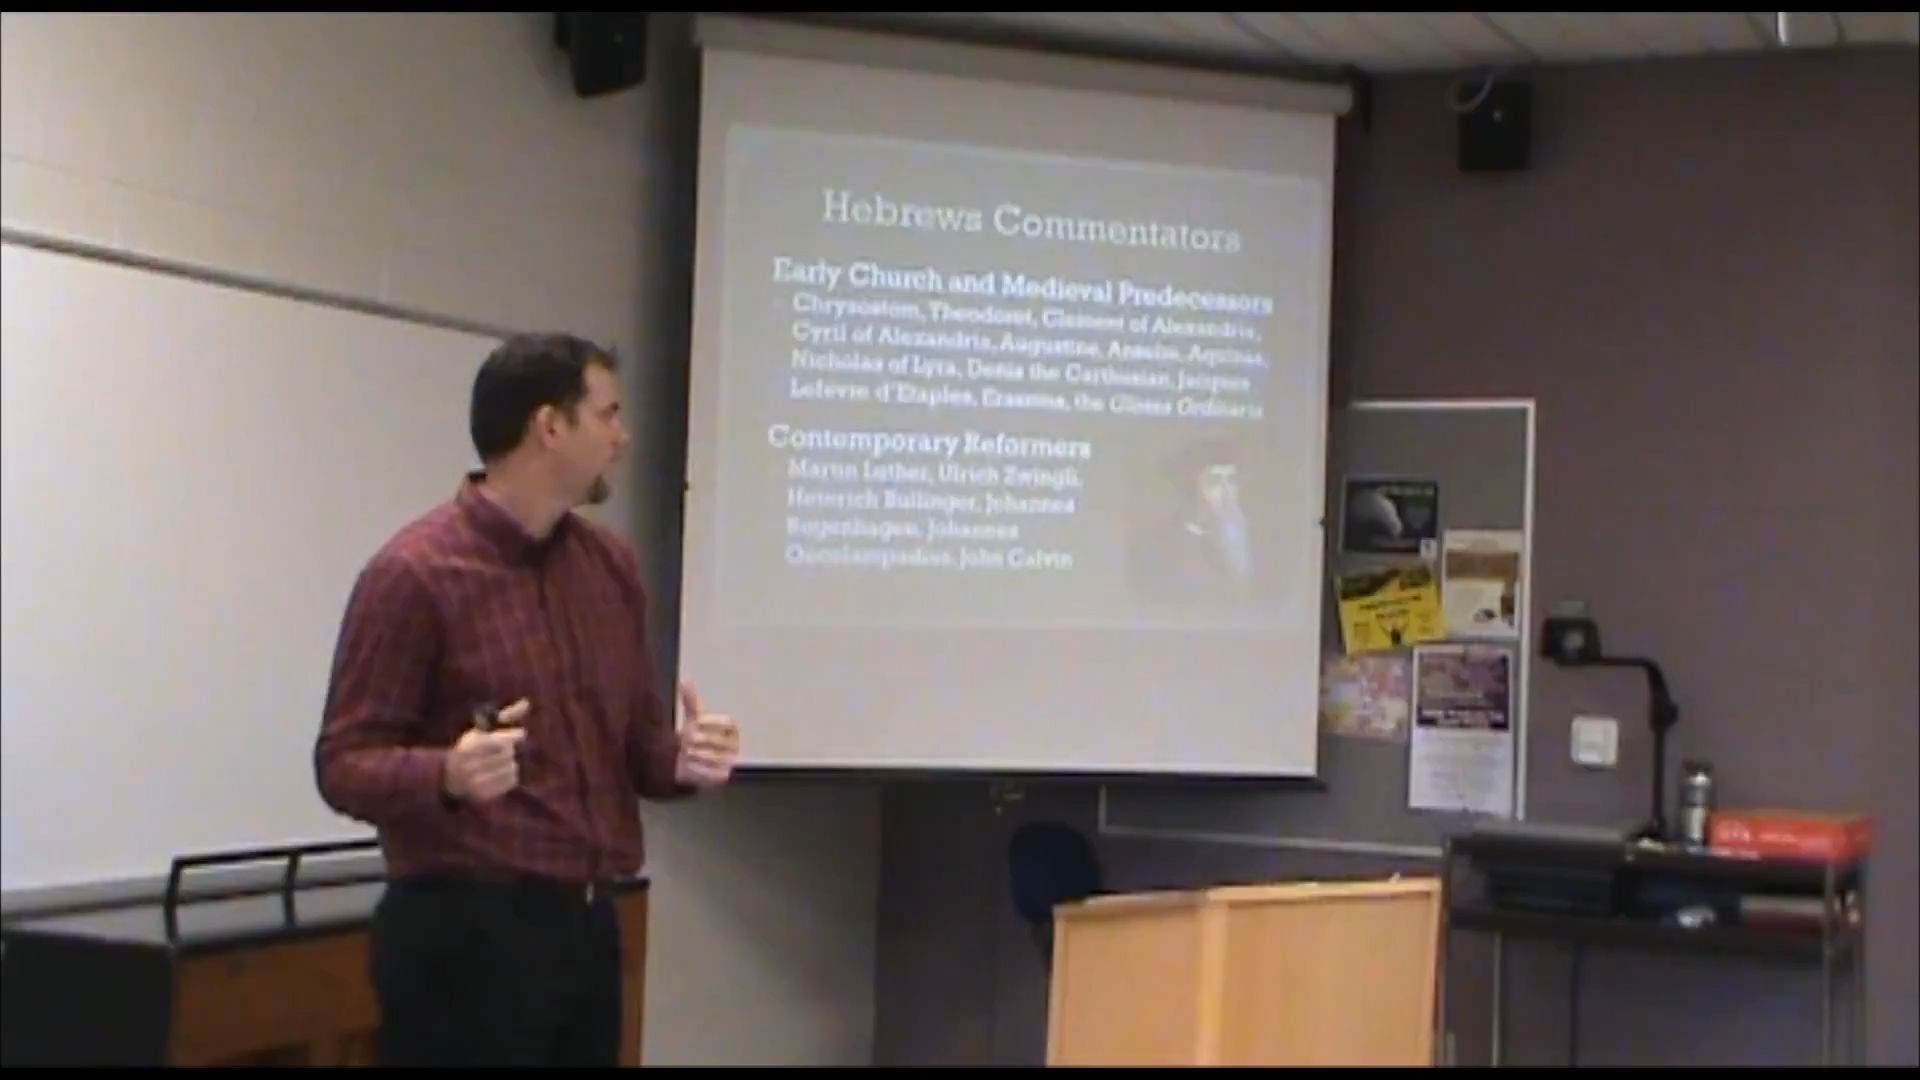 Hebrews Commentators
Early Church and Medieval Predecessors
Chrysostom, Theodoret, Clement of Alexandria,
Cyril of Alexandria, Augustine, Anselm, Aquinas,
Nicholas of Lyra, Denis the Carthusian, Jacques
Lefevre d'Etaples, Erasmus, the Glossa Ordinaria
Contemporary Reformers
Martin Luther, Ulrich Zwingli,
Heinrich Bullinger, Johannes
Bugenhagen, Johannes
Oecolampadius, John Calvin